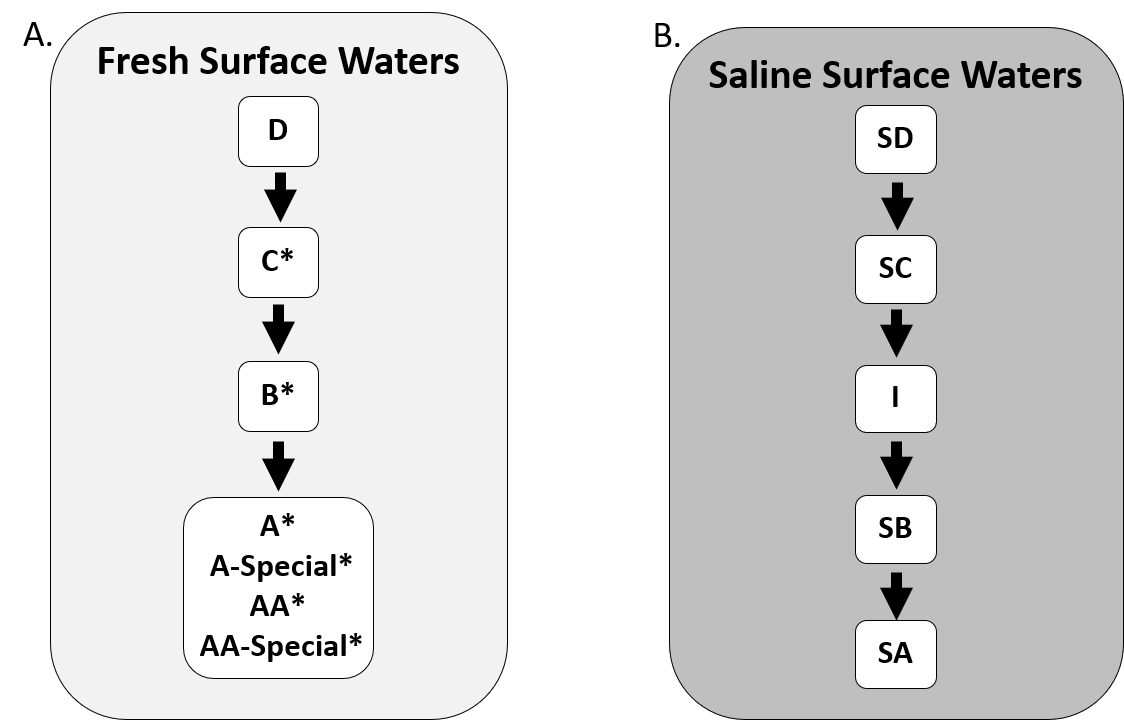 A.
Fresh Surface Waters
D
C*
B*
A*
A-Special*
AA*
AA-Special*
B.
Saline Surface Waters
SD
SC
I
SB
SA